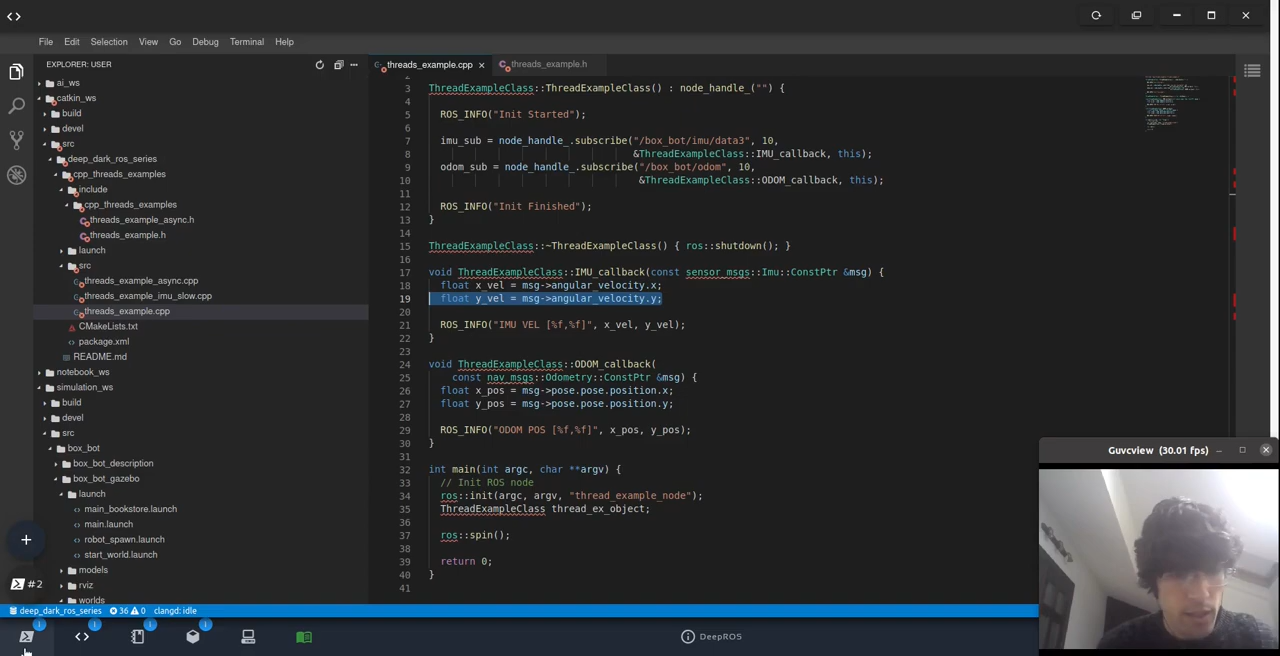 File Edit Selection View Go Debug Terminal Help
EXPLORER: USER
ai_ws
catkin_ws
build
devel
src
deep_dark_ros_series
cpp_threads_examples
include
cpp_threads_examples
threads_example_async.h
threads_example.h
launch
src
threads_example_async.cpp
threads_example_imu_slow.cpp
threads_example.cpp
CMakeLists.txt
package.xml
README.md
notebook_ws
simulation_ws
build
devel
src
box_bot
box_bot_description
box_bot_gazebo
launch
main_bookstore.launch
main.launch
robot_spawn.launch
start_world.launch
models
rviz
worlds
#2
threads_example.cpp threads_example.h
3 ThreadExampleClass::ThreadExampleClass() : node_handle_("") {
4
5 ROS_INFO("Init Started");
6
7 imu_sub = node_handle_.subscribe("/box_bot/imu/data3", 10,
8 &ThreadExampleClass::IMU_callback, this);
9 odom_sub = node_handle_.subscribe("/box_bot/odom", 10,
10 &ThreadExampleClass::ODOM_callback, this);
11
12 ROS_INFO("Init Finished");
13 }
14
15 ThreadExampleClass::~ThreadExampleClass() { ros::shutdown(); }
16
17 void ThreadExampleClass::IMU_callback(const sensor_msgs::Imu::ConstPtr &msg) {
18 float x_vel = msg->angular_velocity.x;
19 float y_vel = msg->angular_velocity.y;
20
21 ROS_INFO("IMU VEL [%f,%f]", x_vel, y_vel);
22 }
23
24 void ThreadExampleClass::ODOM_callback(
25 const nav_msgs::Odometry::ConstPtr &msg) {
26 float x_pos = msg->pose.pose.position.x;
27 float y_pos = msg->pose.pose.position.y;
28
29 ROS_INFO("ODOM POS [%f,%f]", x_pos, y_pos);
30 }
31
32 int main(int argc, char **argv) {
33 // Init ROS node
34 ros::init(argc, argv, "thread_example_node");
35 ThreadExampleClass thread_ex_object;
36
37 ros::spin();
38
39 return 0;
40 }
41
Guvcview (30.01 fps)
deep_dark_ros_series 36 0 clangd: idle
DeepROS